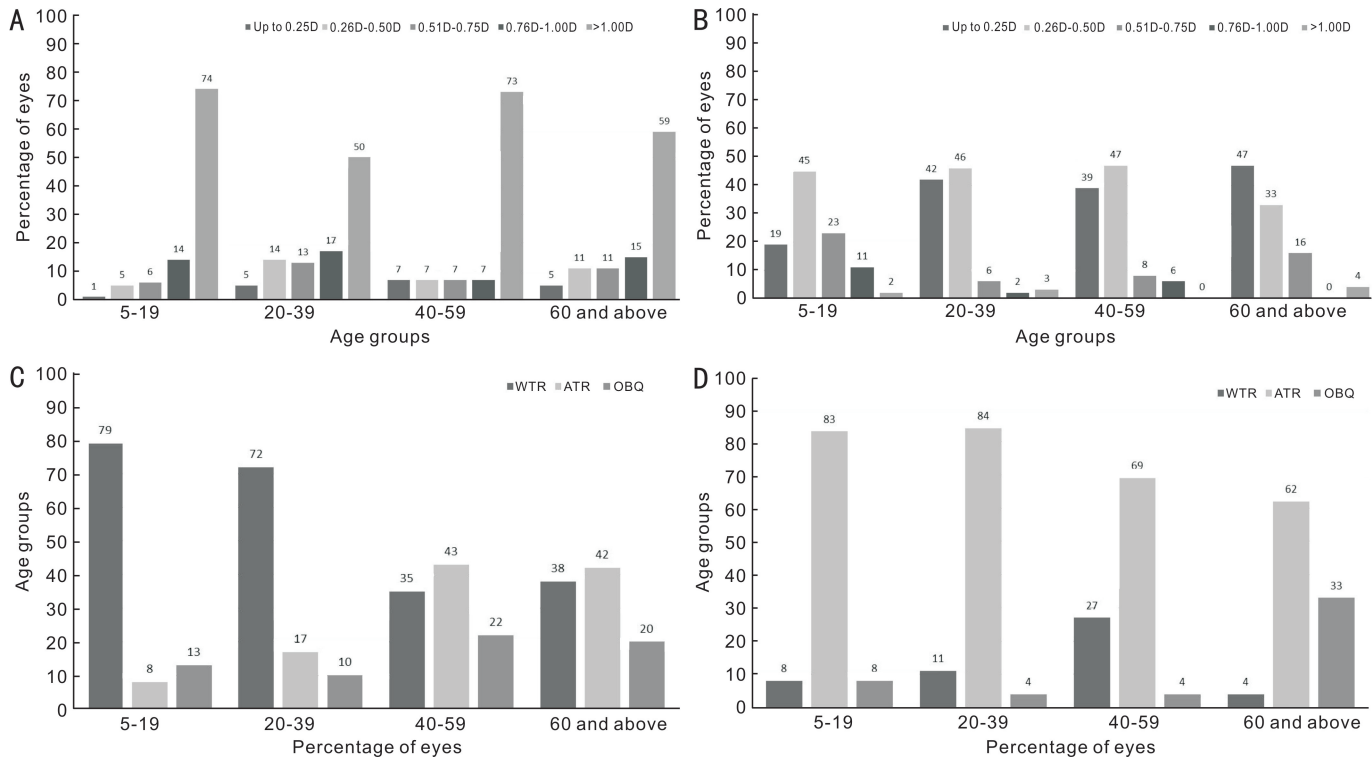 A
■Up to 0.25D ■0.26D-0.50D ■0.51D-0.75D ■0.76D-1.00D ■>1.00D
Percentage of eyes
100
90
80
70
60
50
40
30
20
10
0
1 5 6 14 74
5 14 13 17 50
7 7 7 7 73
5 11 11 15 59
5-19 20-39 40-59 60 and above
Age groups
B
■Up to 0.25D ■0.26D-0.50D ■0.51D-0.75D ■0.76D-1.00D ■>1.00D
Percentage of eyes
100
90
80
70
60
50
40
30
20
10
0
19 45 23 11 2
42 46 6 2 3
39 47 8 6 0
47 33 16 0 4
5-19 20-39 40-59 60 and above
Age groups
C
■WTR ■ATR ■OBQ
Age groups
100
90
80
70
60
50
40
30
20
10
0
79 8 13
72 17 10
35 43 22
38 42 20
5-19 20-39 40-59 60 and above
Percentage of eyes
D
■WTR ■ATR ■OBQ
Age groups
100
90
80
70
60
50
40
30
20
10
0
8 83 8
11 84 4
27 69 4
4 62 33
5-19 20-39 40-59 60 and above
Percentage of eyes